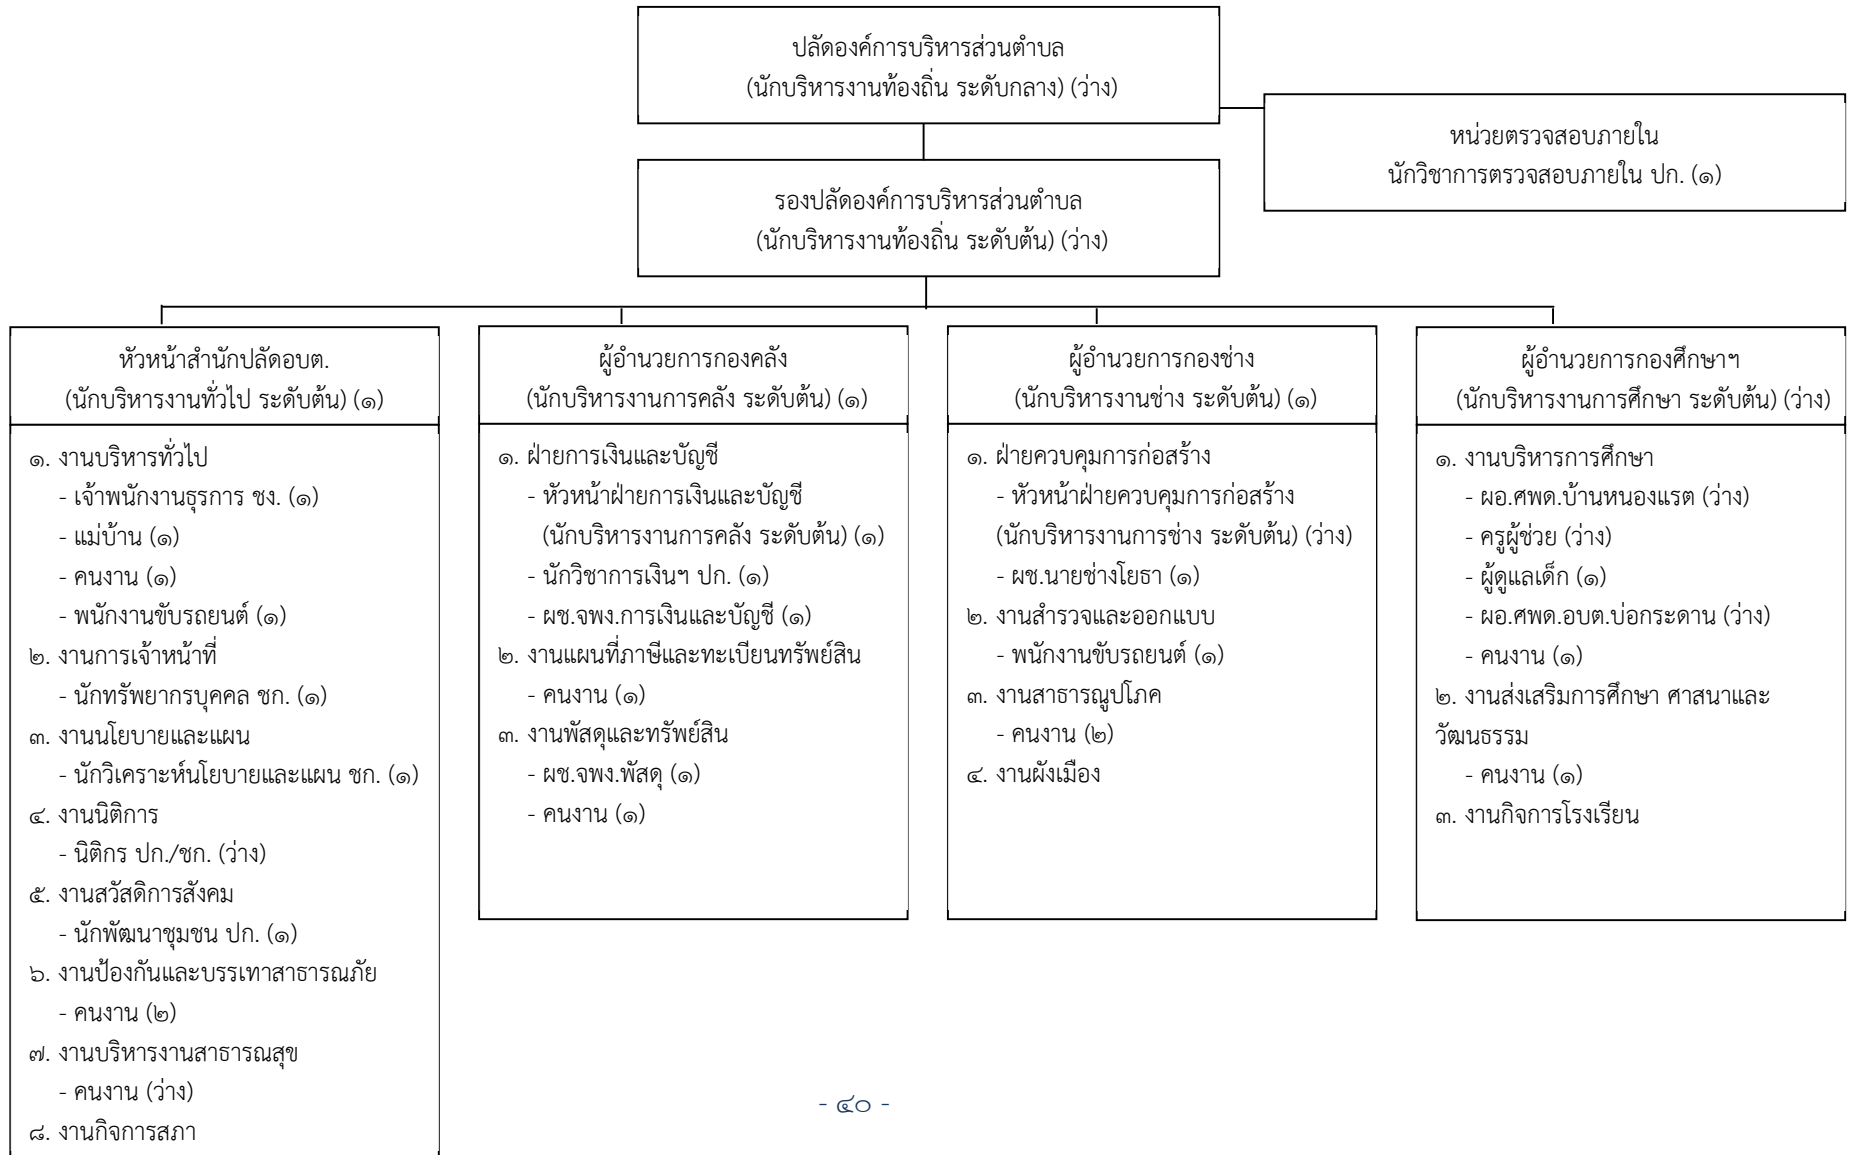 ปลัดองค์การบริหารส่วนตำบล
(นักบริหารงานท้องถิ่น ระดับกลาง) (ว่าง)
หน่วยตรวจสอบภายใน
นักวิชาการตรวจสอบภายใน ปก. (๑)
รองปลัดองค์การบริหารส่วนตำบล
(นักบริหารงานท้องถิ่น ระดับต้น) (ว่าง)
หัวหน้าสำนักปลัดอบต.
(นักบริหารงานทั่วไป ระดับต้น) (๑)
๑. งานบริหารทั่วไป
- เจ้าพนักงานธุรการ ชง. (๑)
- แม่บ้าน (๑)
- คนงาน (๑)
- พนักงานขับรถยนต์ (๑)
๒. งานการเจ้าหน้าที่
- นักทรัพยากรบุคคล ชก. (๑)
๓. งานนโยบายและแผน
- นักวิเคราะห์นโยบายและแผน ชก. (๑)
๔. งานนิติการ
- นิติกร ปก./ชก. (ว่าง)
๕. งานสวัสดิการสังคม
- นักพัฒนาชุมชน ปก. (๑)
๖. งานป้องกันและบรรเทาสาธารณภัย
- คนงาน (๒)
๗. งานบริหารงานสาธารณสุข
- คนงาน (ว่าง)
๘. งานกิจการสภา
ผู้อำนวยการกองคลัง
(นักบริหารงานการคลัง ระดับต้น) (๑)
๑. ฝ่ายการเงินและบัญชี
- หัวหน้าฝ่ายการเงินและบัญชี
(นักบริหารงานการคลัง ระดับต้น) (๑)
- นักวิชาการเงินฯ ปก. (๑)
- ผช.จพง.การเงินและบัญชี (๑)
๒. งานแผนที่ภาษีและทะเบียนทรัพย์สิน
- คนงาน (๑)
๓. งานพัสดุและทรัพย์สิน
- ผช.จพง.พัสดุ (๑)
- คนงาน (๑)
ผู้อำนวยการกองช่าง
(นักบริหารงานช่าง ระดับต้น) (๑)
๑. ฝ่ายควบคุมการก่อสร้าง
- หัวหน้าฝ่ายควบคุมการก่อสร้าง
(นักบริหารงานการช่าง ระดับต้น) (ว่าง)
- ผช.นายช่างโยธา (๑)
๒. งานสำรวจและออกแบบ
- พนักงานขับรถยนต์ (๑)
๓. งานสาธารณูปโภค
- คนงาน (๒)
๔. งานผังเมือง
ผู้อำนวยการกองศึกษาฯ
(นักบริหารงานการศึกษา ระดับต้น) (ว่าง)
๑. งานบริหารการศึกษา
- ผอ.ศพด.บ้านหนองแรต (ว่าง)
- ครูผู้ช่วย (ว่าง)
- ผู้ดูแลเด็ก (๑)
- ผอ.ศพด.อบต.บ่อกระดาน (ว่าง)
- คนงาน (๑)
๒. งานส่งเสริมการศึกษา ศาสนาและ
วัฒนธรรม
- คนงาน (๑)
๓. งานกิจการโรงเรียน
- ๔๐ -